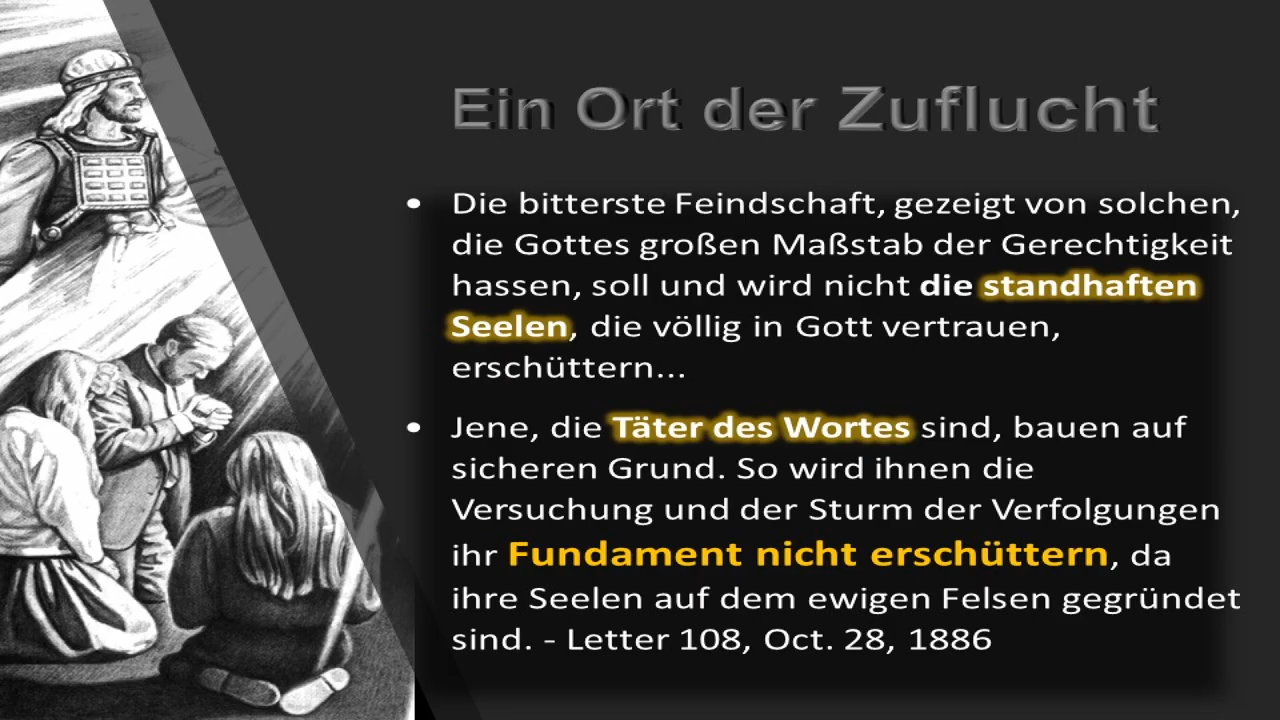 Ein Ort der Zuflucht
• Die bitterste Feindschaft, gezeigt von solchen,
die Gottes großen Maßstab der Gerechtigkeit
hassen, soll und wird nicht die standhaften
Seelen, die völlig in Gott vertrauen,
erschüttern...
• Jene, die Täter des Wortes sind, bauen auf
sicheren Grund. So wird ihnen die
Versuchung und der Sturm der Verfolgungen
ihr Fundament nicht erschüttern, da
ihre Seelen auf dem ewigen Felsen gegründet
sind. - Letter 108, Oct. 28, 1886